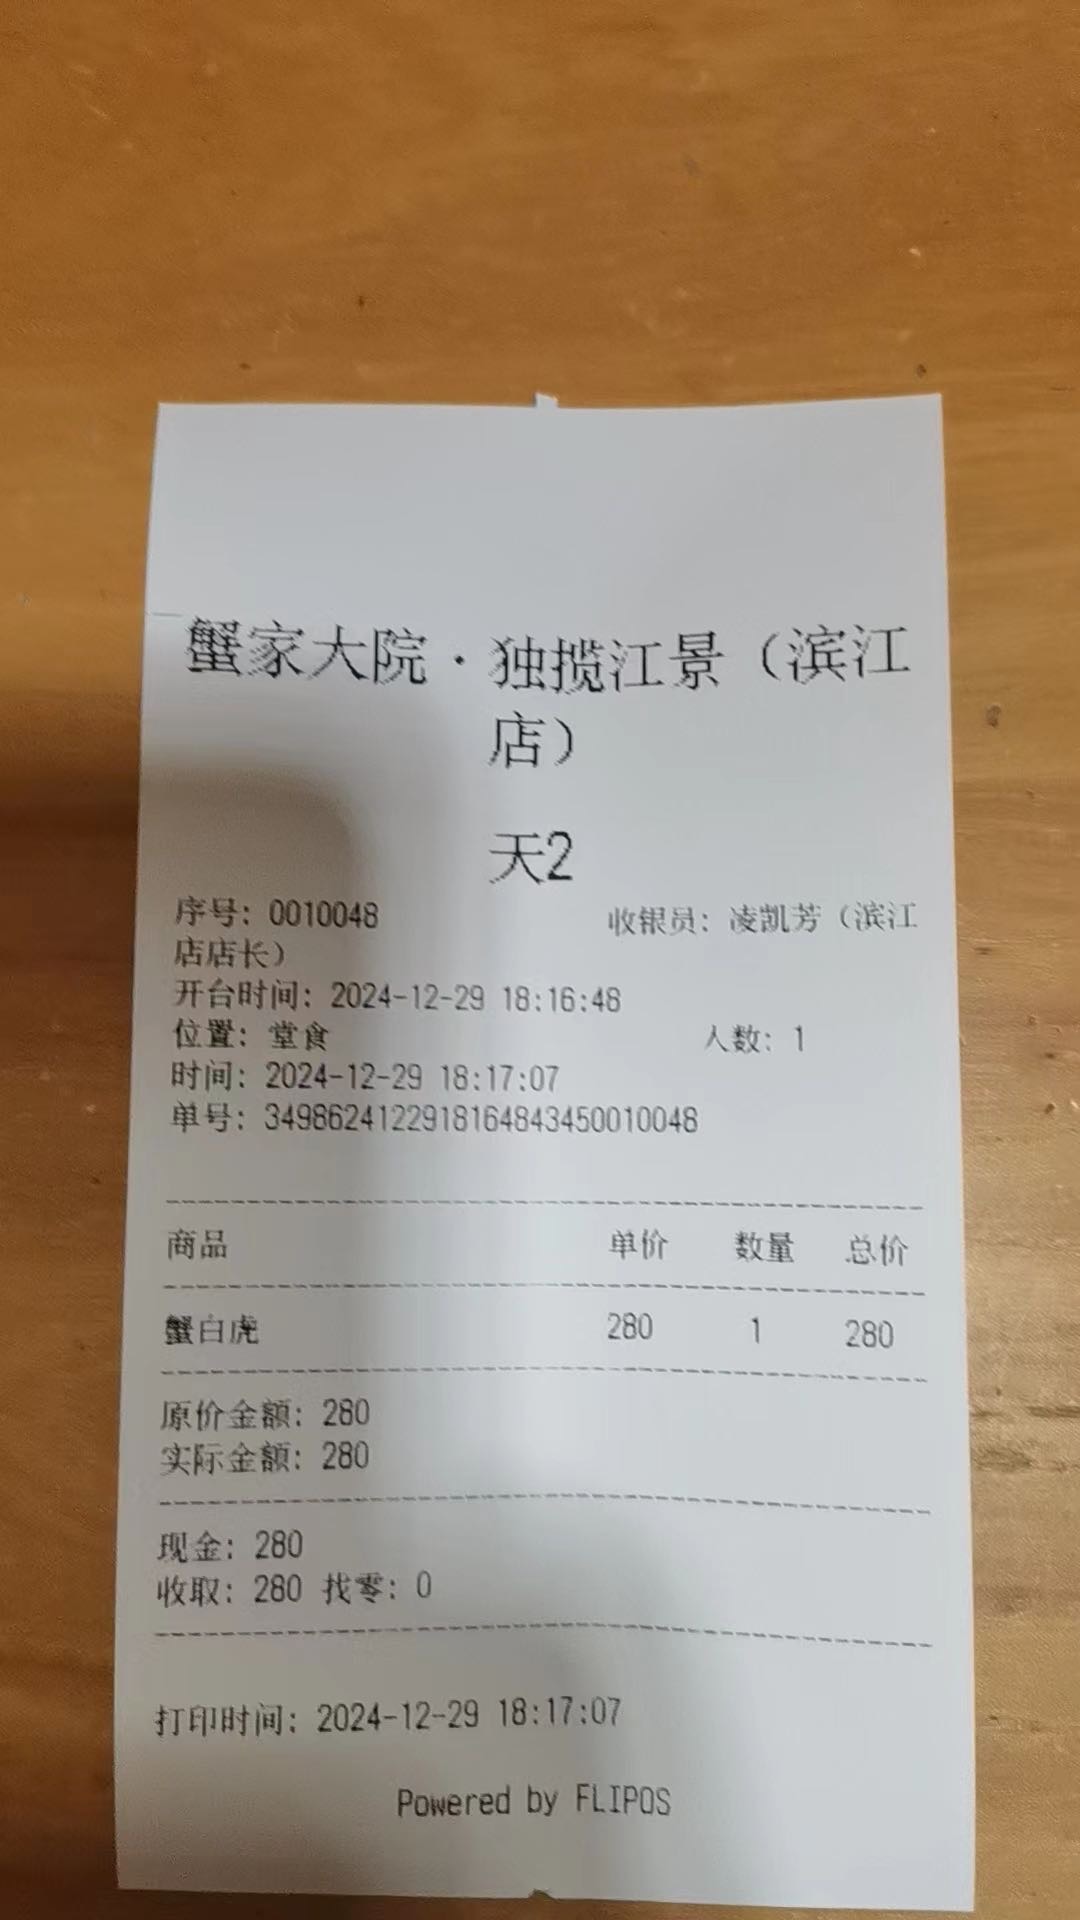 蟹家大院·独揽江景（滨江
店）
天2
序号：0010048 收银员：凌凯芳（滨江
店店长）
开台时间：2024-12-29 18:16:48
位置：堂食 人数：1
时间：2024-12-29 18:17:07
单号：3498624122918164843450010048
商品 单价 数量 总价
蟹白虎 280 1 280
原价金额：280
实际金额：280
现金：280
收取：280 找零：0
打印时间：2024-12-29 18:17:07
Powered by FLIPOS